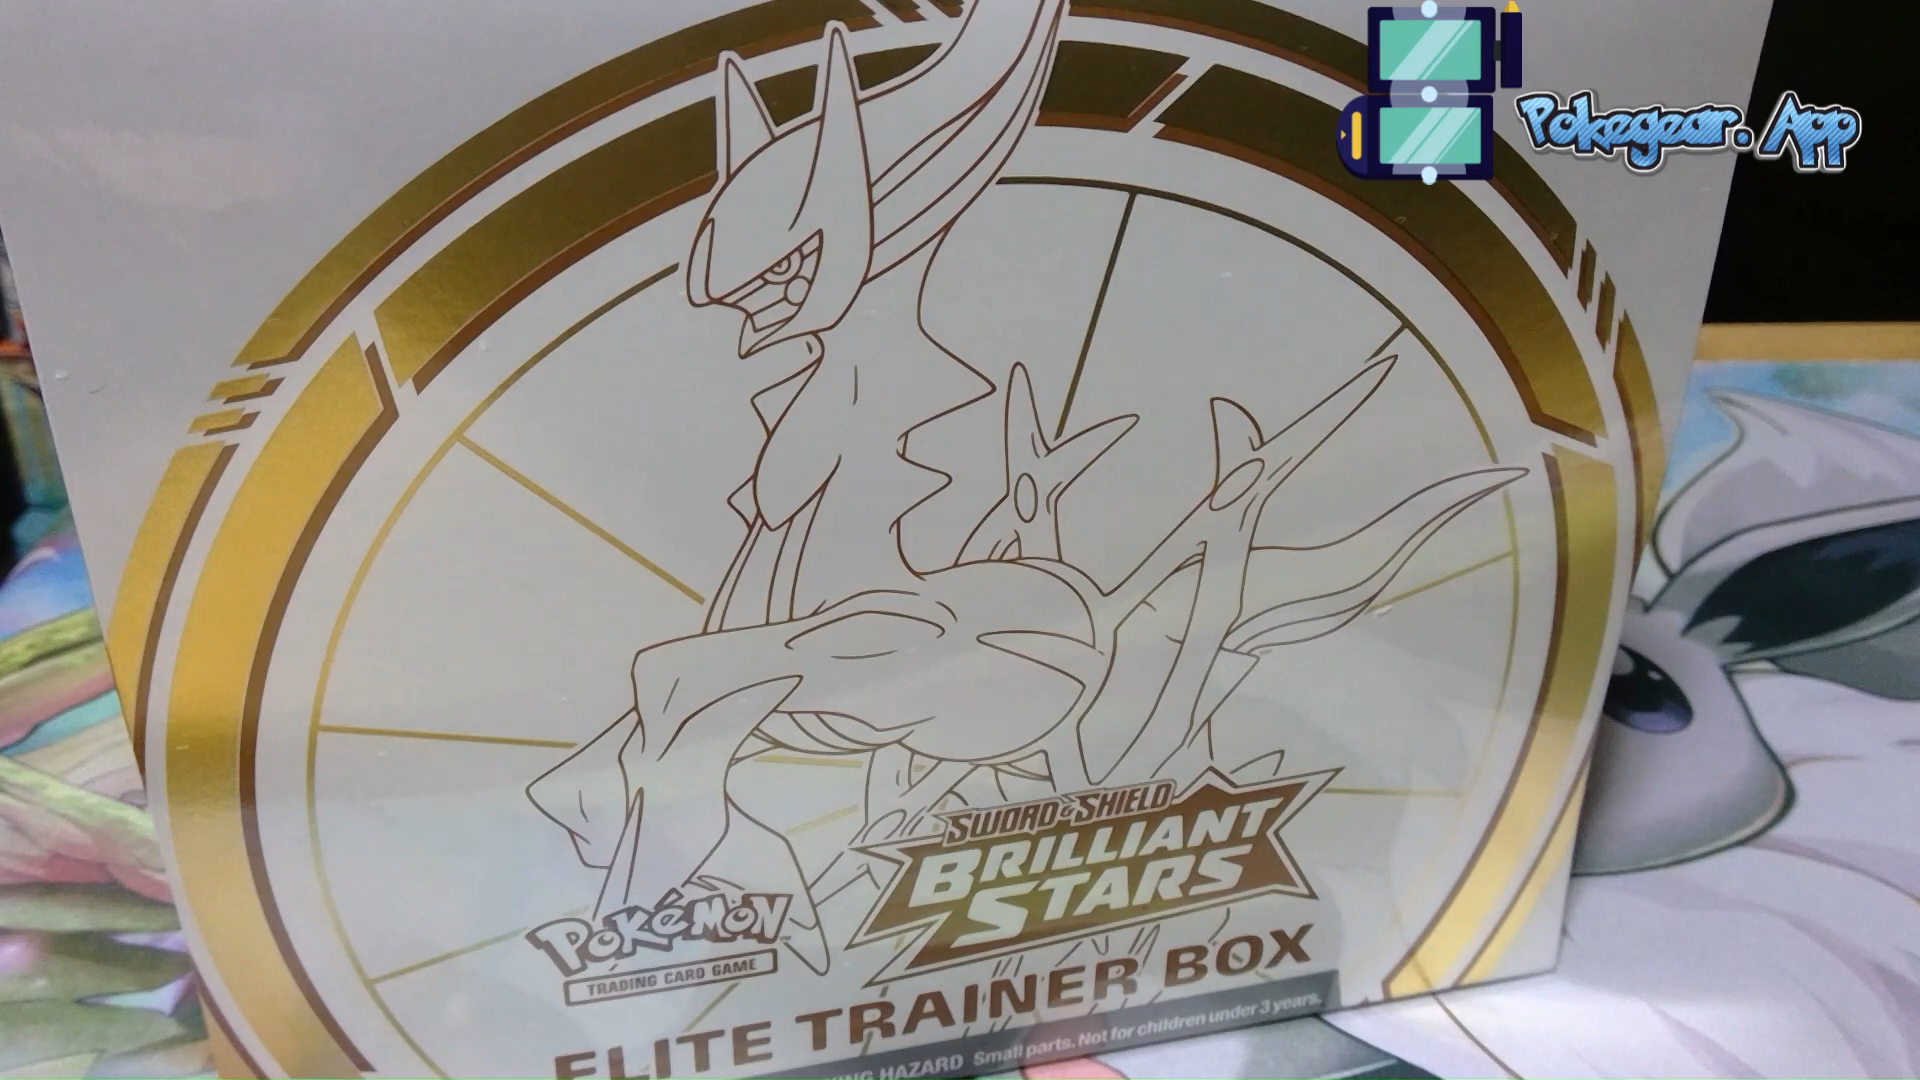 Pokegear.App
SWORD & SHIELD
BRILLIANT
STARS
POKéMON
TRADING CARD GAME
ELITE TRAINER BOX
HAZARD Small parts. Not for children under 3 years.